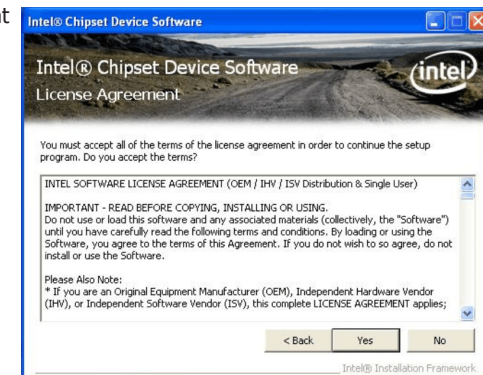 nt
Intel® Chipset Device Software
Intel® Chipset Device Software
intel
License Agreement
You must accept all of the terms of the license agreement in order to continue the setup
program. Do you accept the terms?
INTEL SOFTWARE LICENSE AGREEMENT (OEM / IHV / ISV Distribution & Single User)
IMPORTANT - READ BEFORE COPYING, INSTALLING OR USING.
Do not use or load this software and any associated materials (collectively, the "Software")
until you have carefully read the following terms and conditions. By loading or using the
Software, you agree to the terms of this Agreement. If you do not wish to so agree, do not
install or use the Software.
Please Also Note:
* If you are an Original Equipment Manufacturer (OEM), Independent Hardware Vendor
(IHV), or Independent Software Vendor (ISV), this complete LICENSE AGREEMENT applies;
< Back Yes No
Intel® Installation Framework